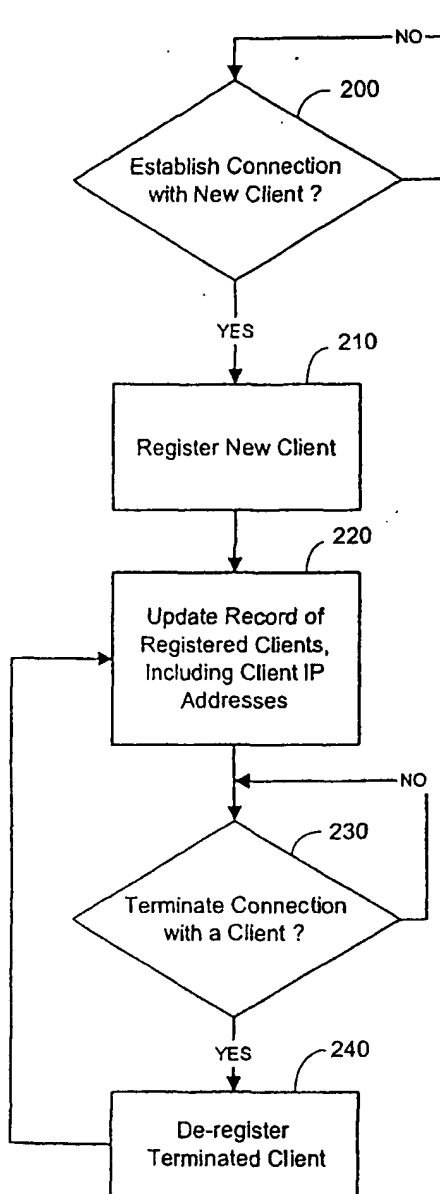 NO
200
Establish Connection
with New Client ?
YES
210
Register New Client
220
Update Record of
Registered Clients,
Including Client IP
Addresses
NO
230
Terminate Connection
with a Client ?
YES
240
De-register
Terminated Client